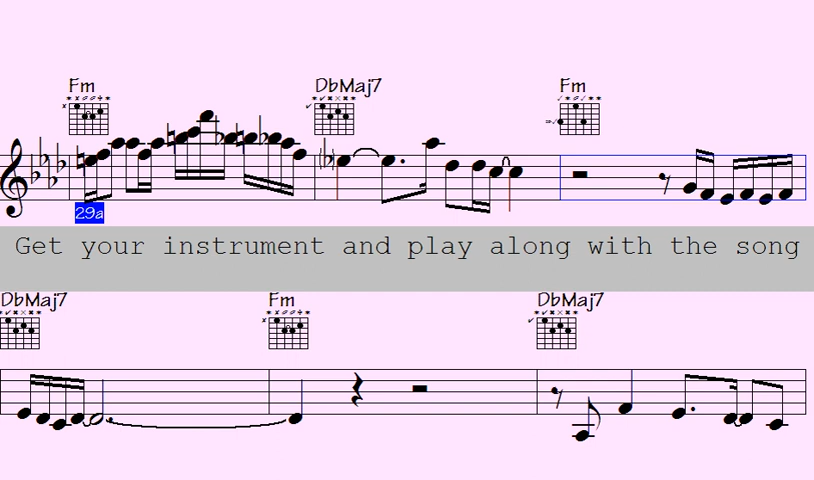 Fm DbMaj7 Fm
29a
Get your instrument and play along with the song
DbMaj7 Fm DbMaj7